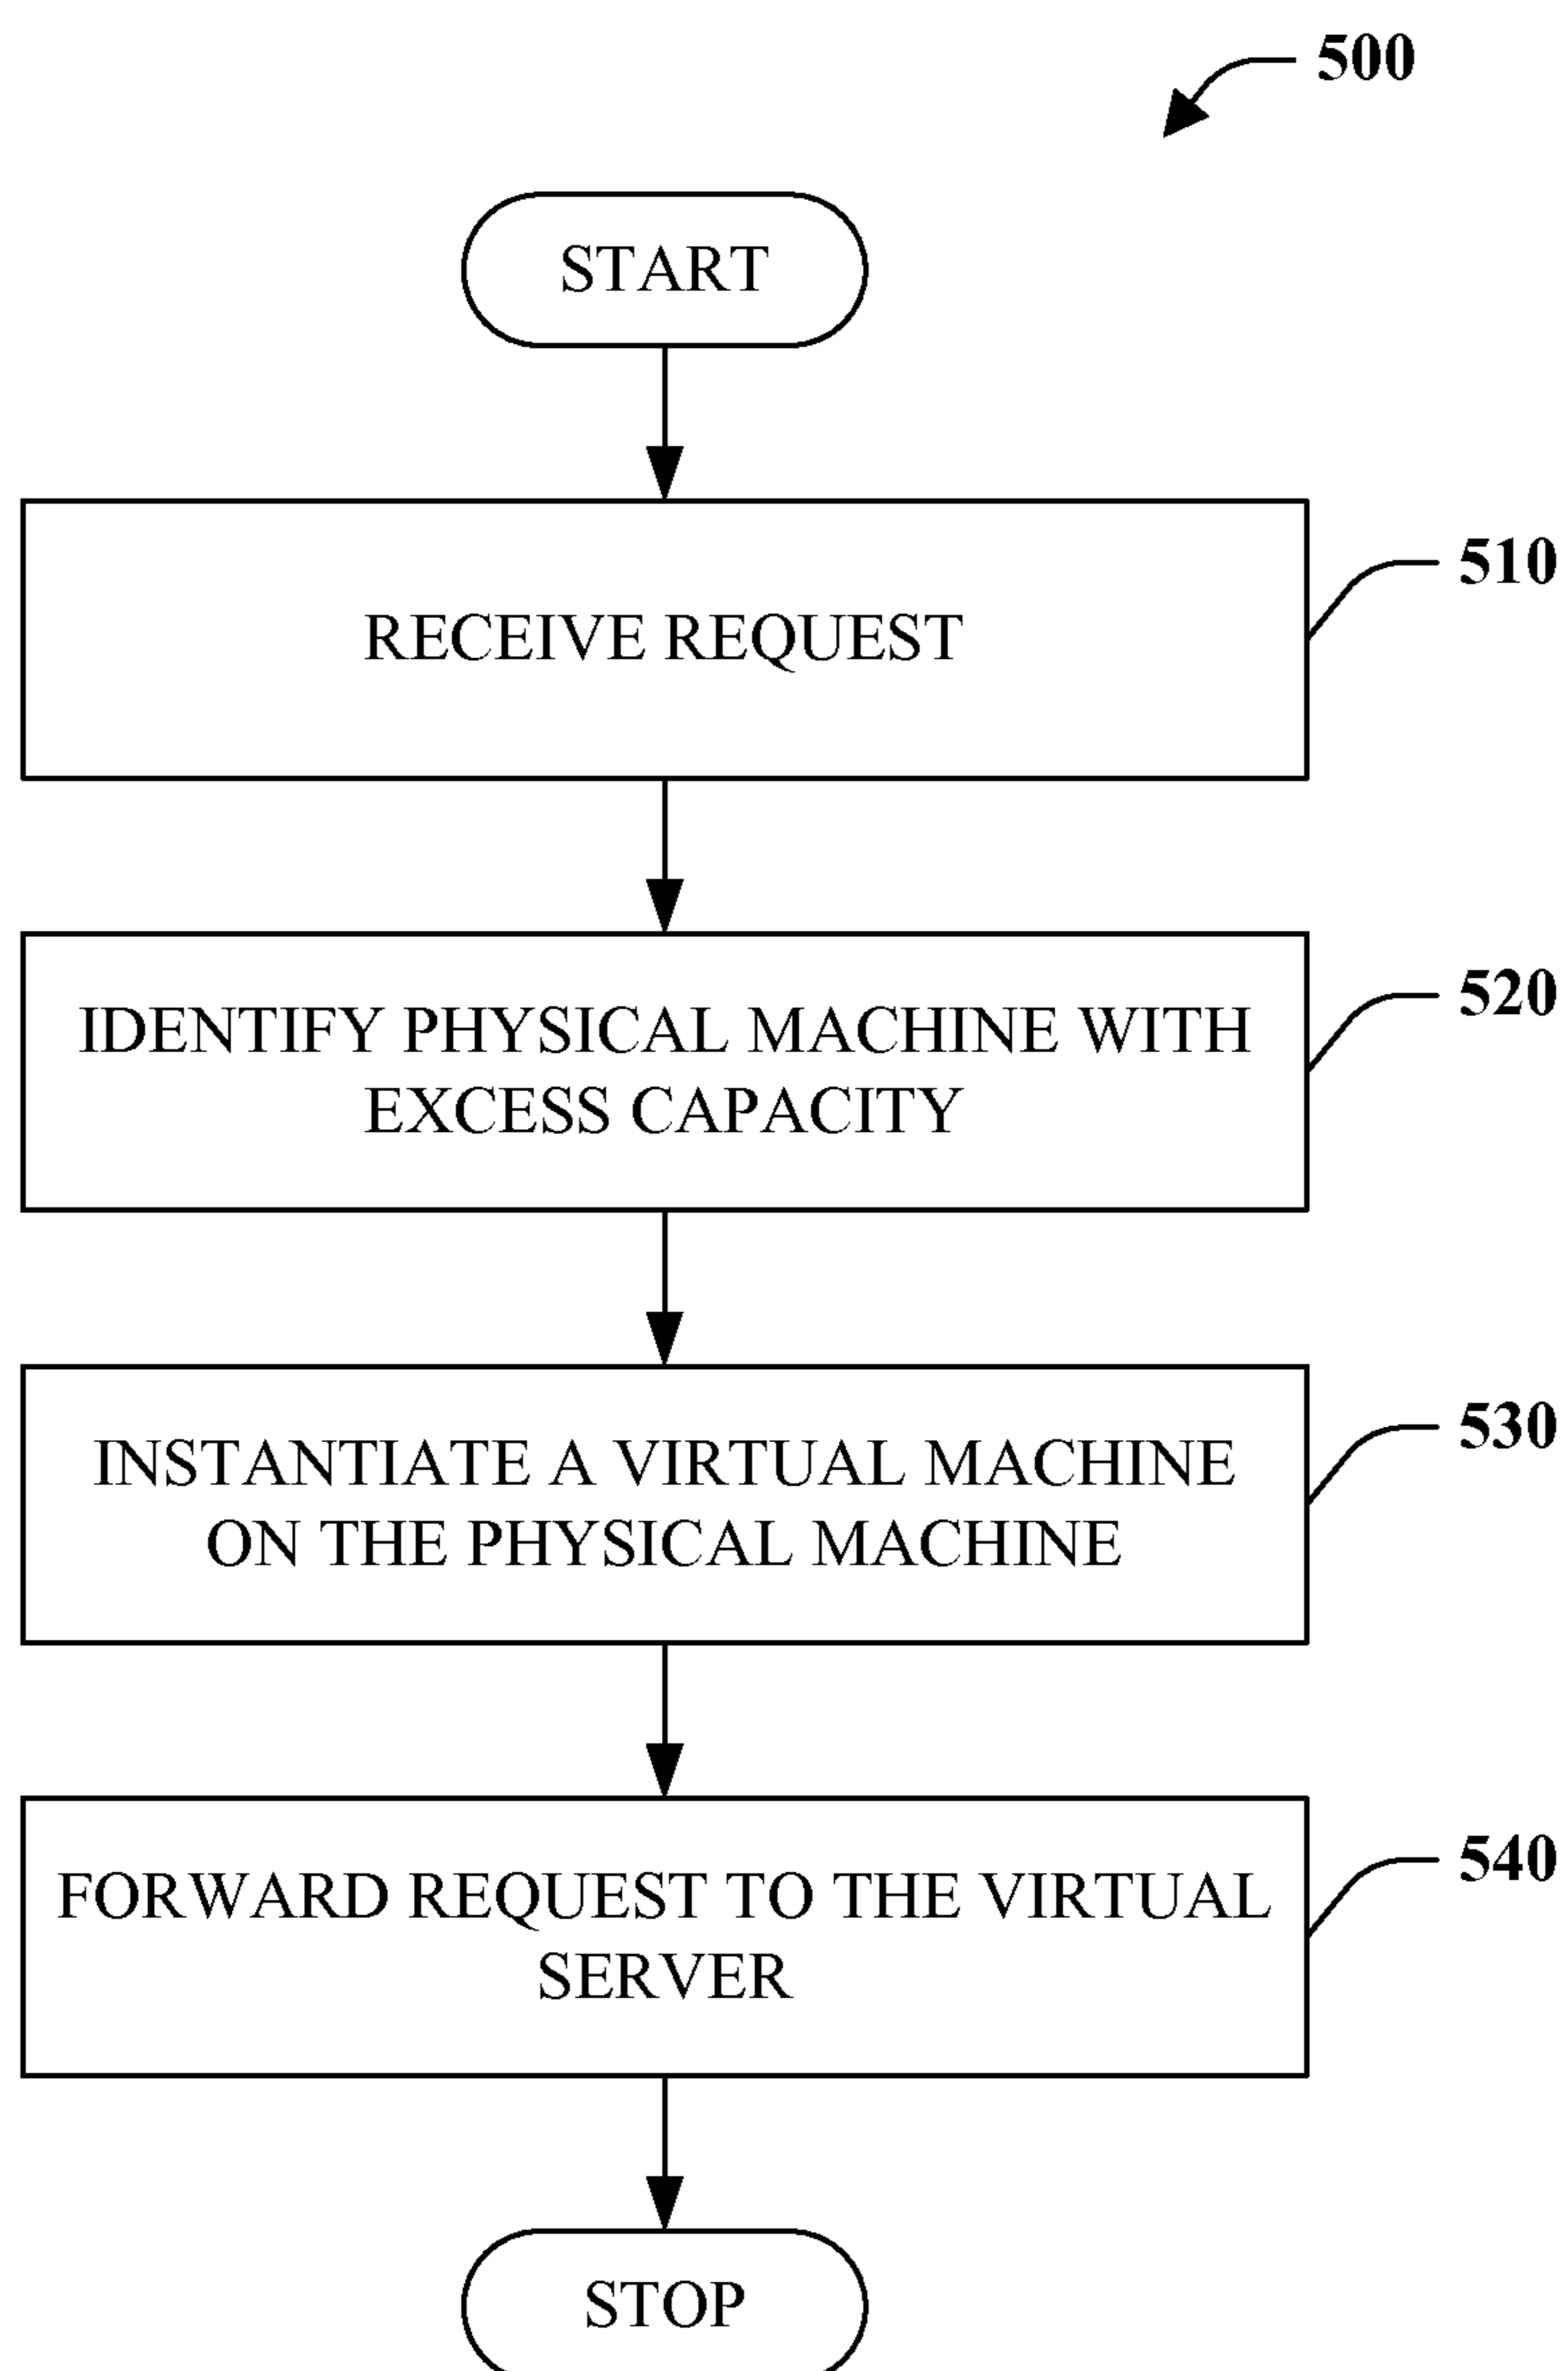 500
START
RECEIVE REQUEST
510
IDENTIFY PHYSICAL MACHINE WITH
EXCESS CAPACITY
520
INSTANTIATE A VIRTUAL MACHINE
ON THE PHYSICAL MACHINE
530
FORWARD REQUEST TO THE VIRTUAL
SERVER
540
STOP